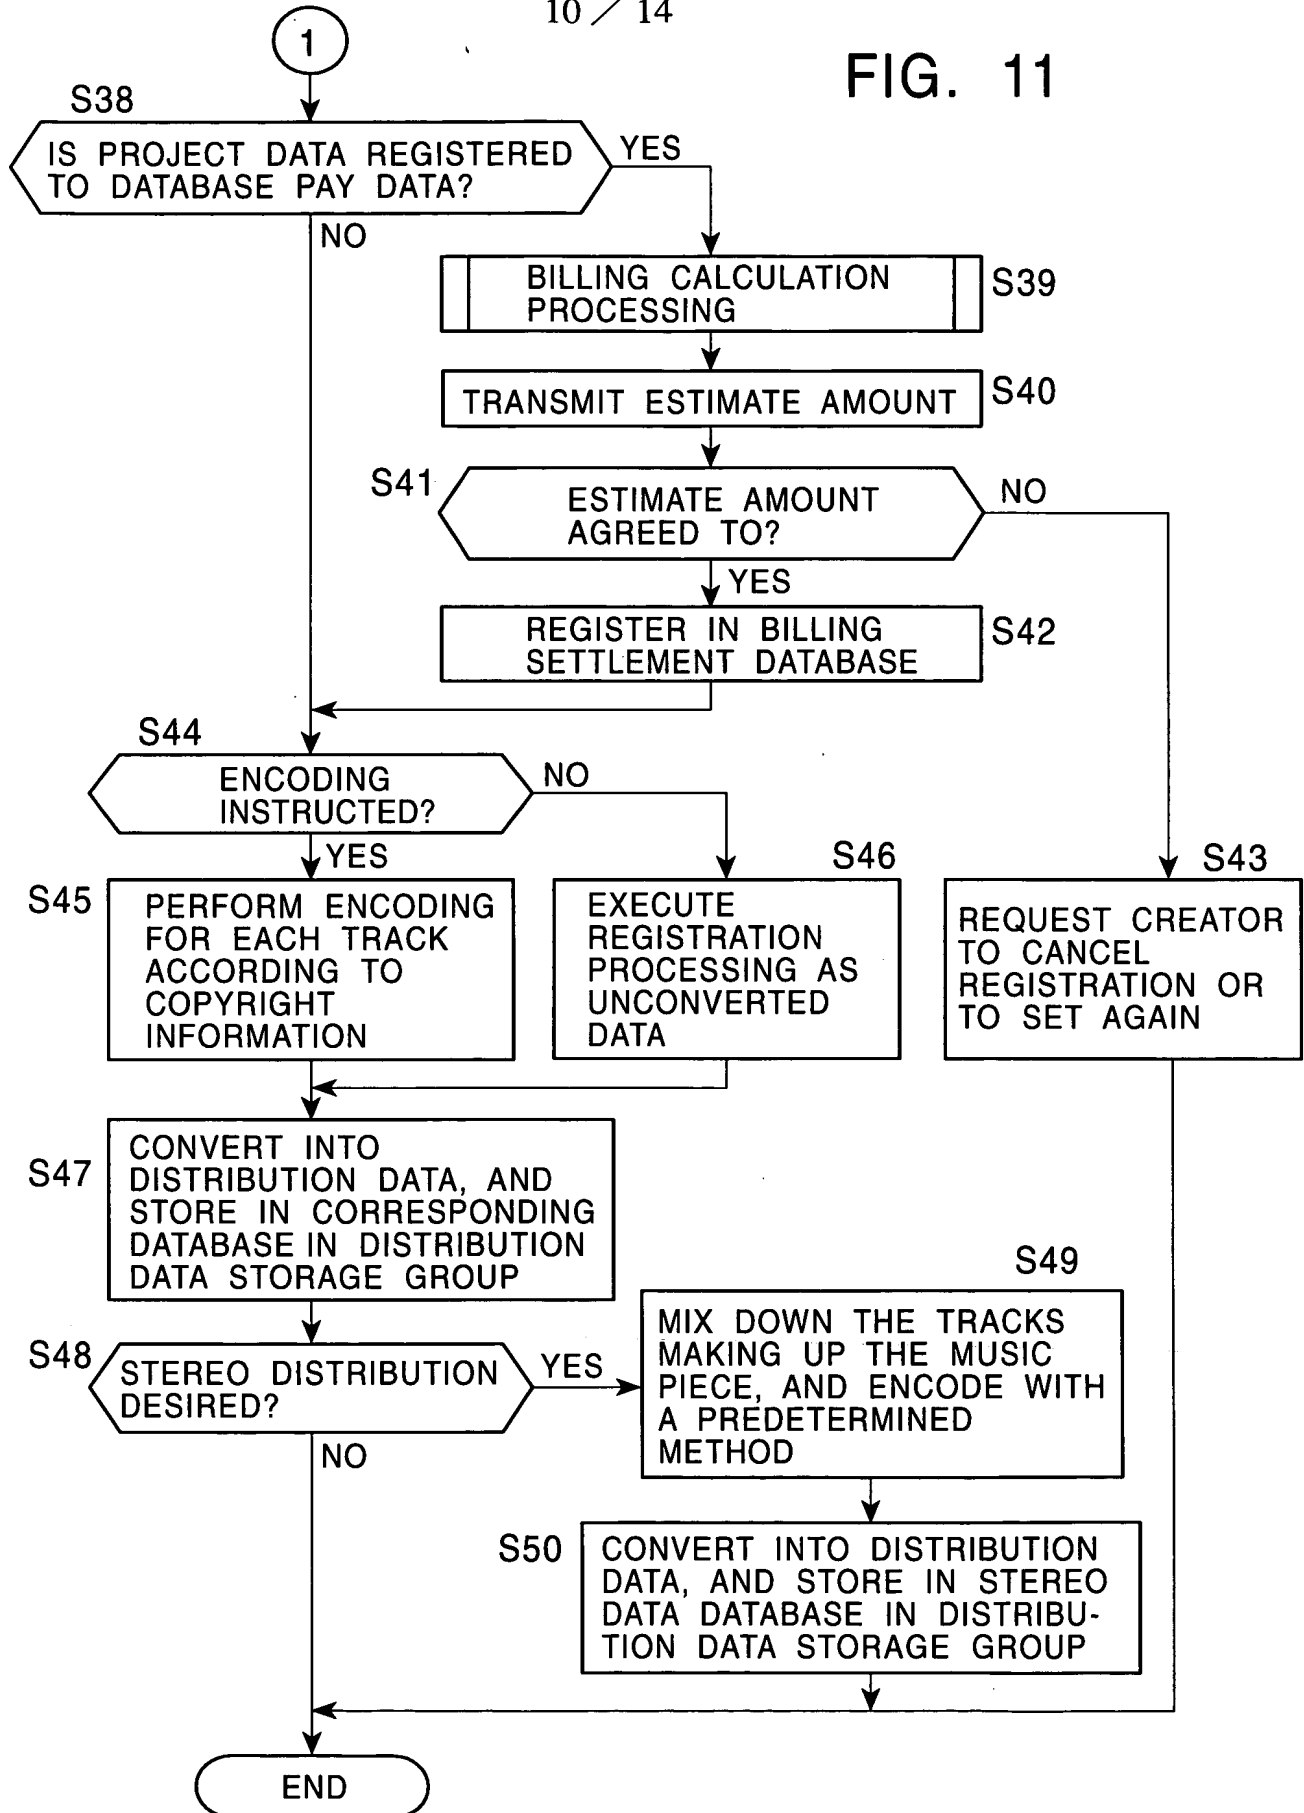 10 / 14
FIG. 11
1
S38
IS PROJECT DATA REGISTERED
TO DATABASE PAY DATA?
YES
NO
BILLING CALCULATION
PROCESSING
S39
TRANSMIT ESTIMATE AMOUNT
S40
S41
ESTIMATE AMOUNT
AGREED TO?
NO
YES
REGISTER IN BILLING
SETTLEMENT DATABASE
S42
S44
ENCODING
INSTRUCTED?
NO
YES
S45
PERFORM ENCODING
FOR EACH TRACK
ACCORDING TO
COPYRIGHT
INFORMATION
S46
EXECUTE
REGISTRATION
PROCESSING AS
UNCONVERTED
DATA
S43
REQUEST CREATOR
TO CANCEL
REGISTRATION OR
TO SET AGAIN
S47
CONVERT INTO
DISTRIBUTION DATA, AND
STORE IN CORRESPONDING
DATABASE IN DISTRIBUTION
DATA STORAGE GROUP
S48
STEREO DISTRIBUTION
DESIRED?
YES
NO
S49
MIX DOWN THE TRACKS
MAKING UP THE MUSIC
PIECE, AND ENCODE WITH
A PREDETERMINED
METHOD
S50
CONVERT INTO DISTRIBUTION
DATA, AND STORE IN STEREO
DATA DATABASE IN DISTRIBU-
TION DATA STORAGE GROUP
END